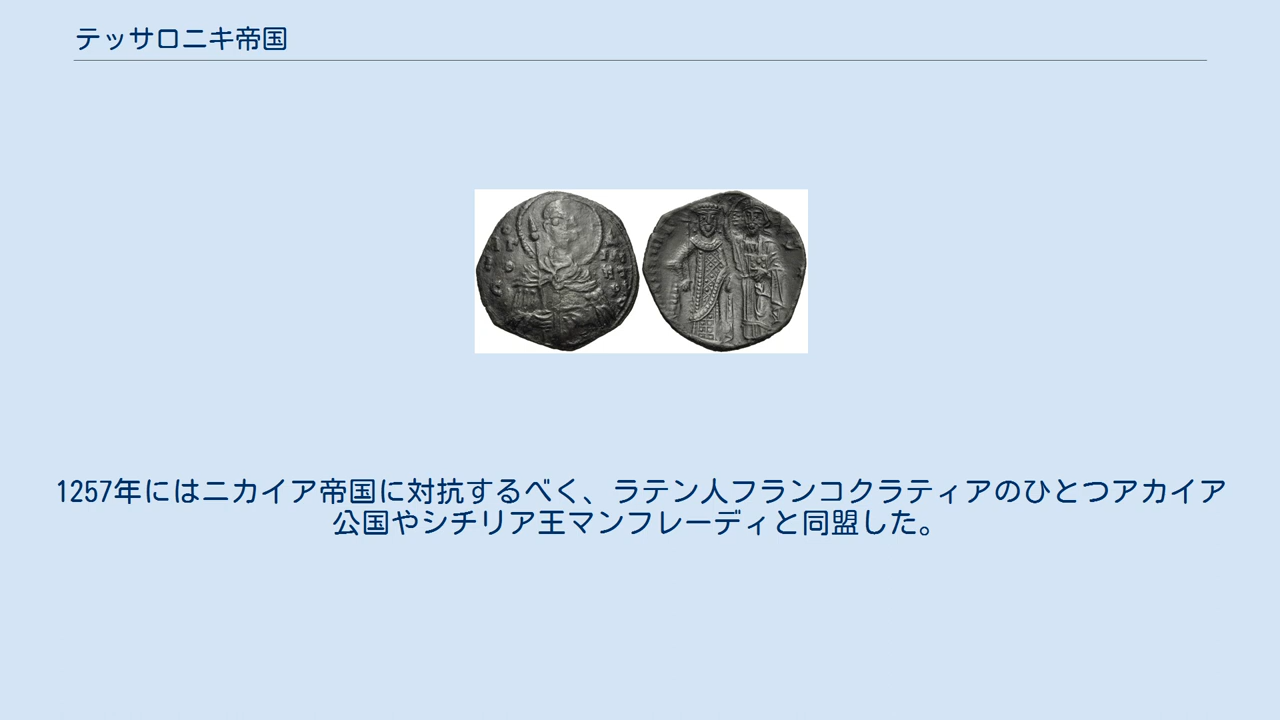 テッサロニキ帝国
1257年にはニカイア帝国に対抗するべく、ラテン人フランコクラティアのひとつアカイア
公国やシチリア王マンフレーディと同盟した。